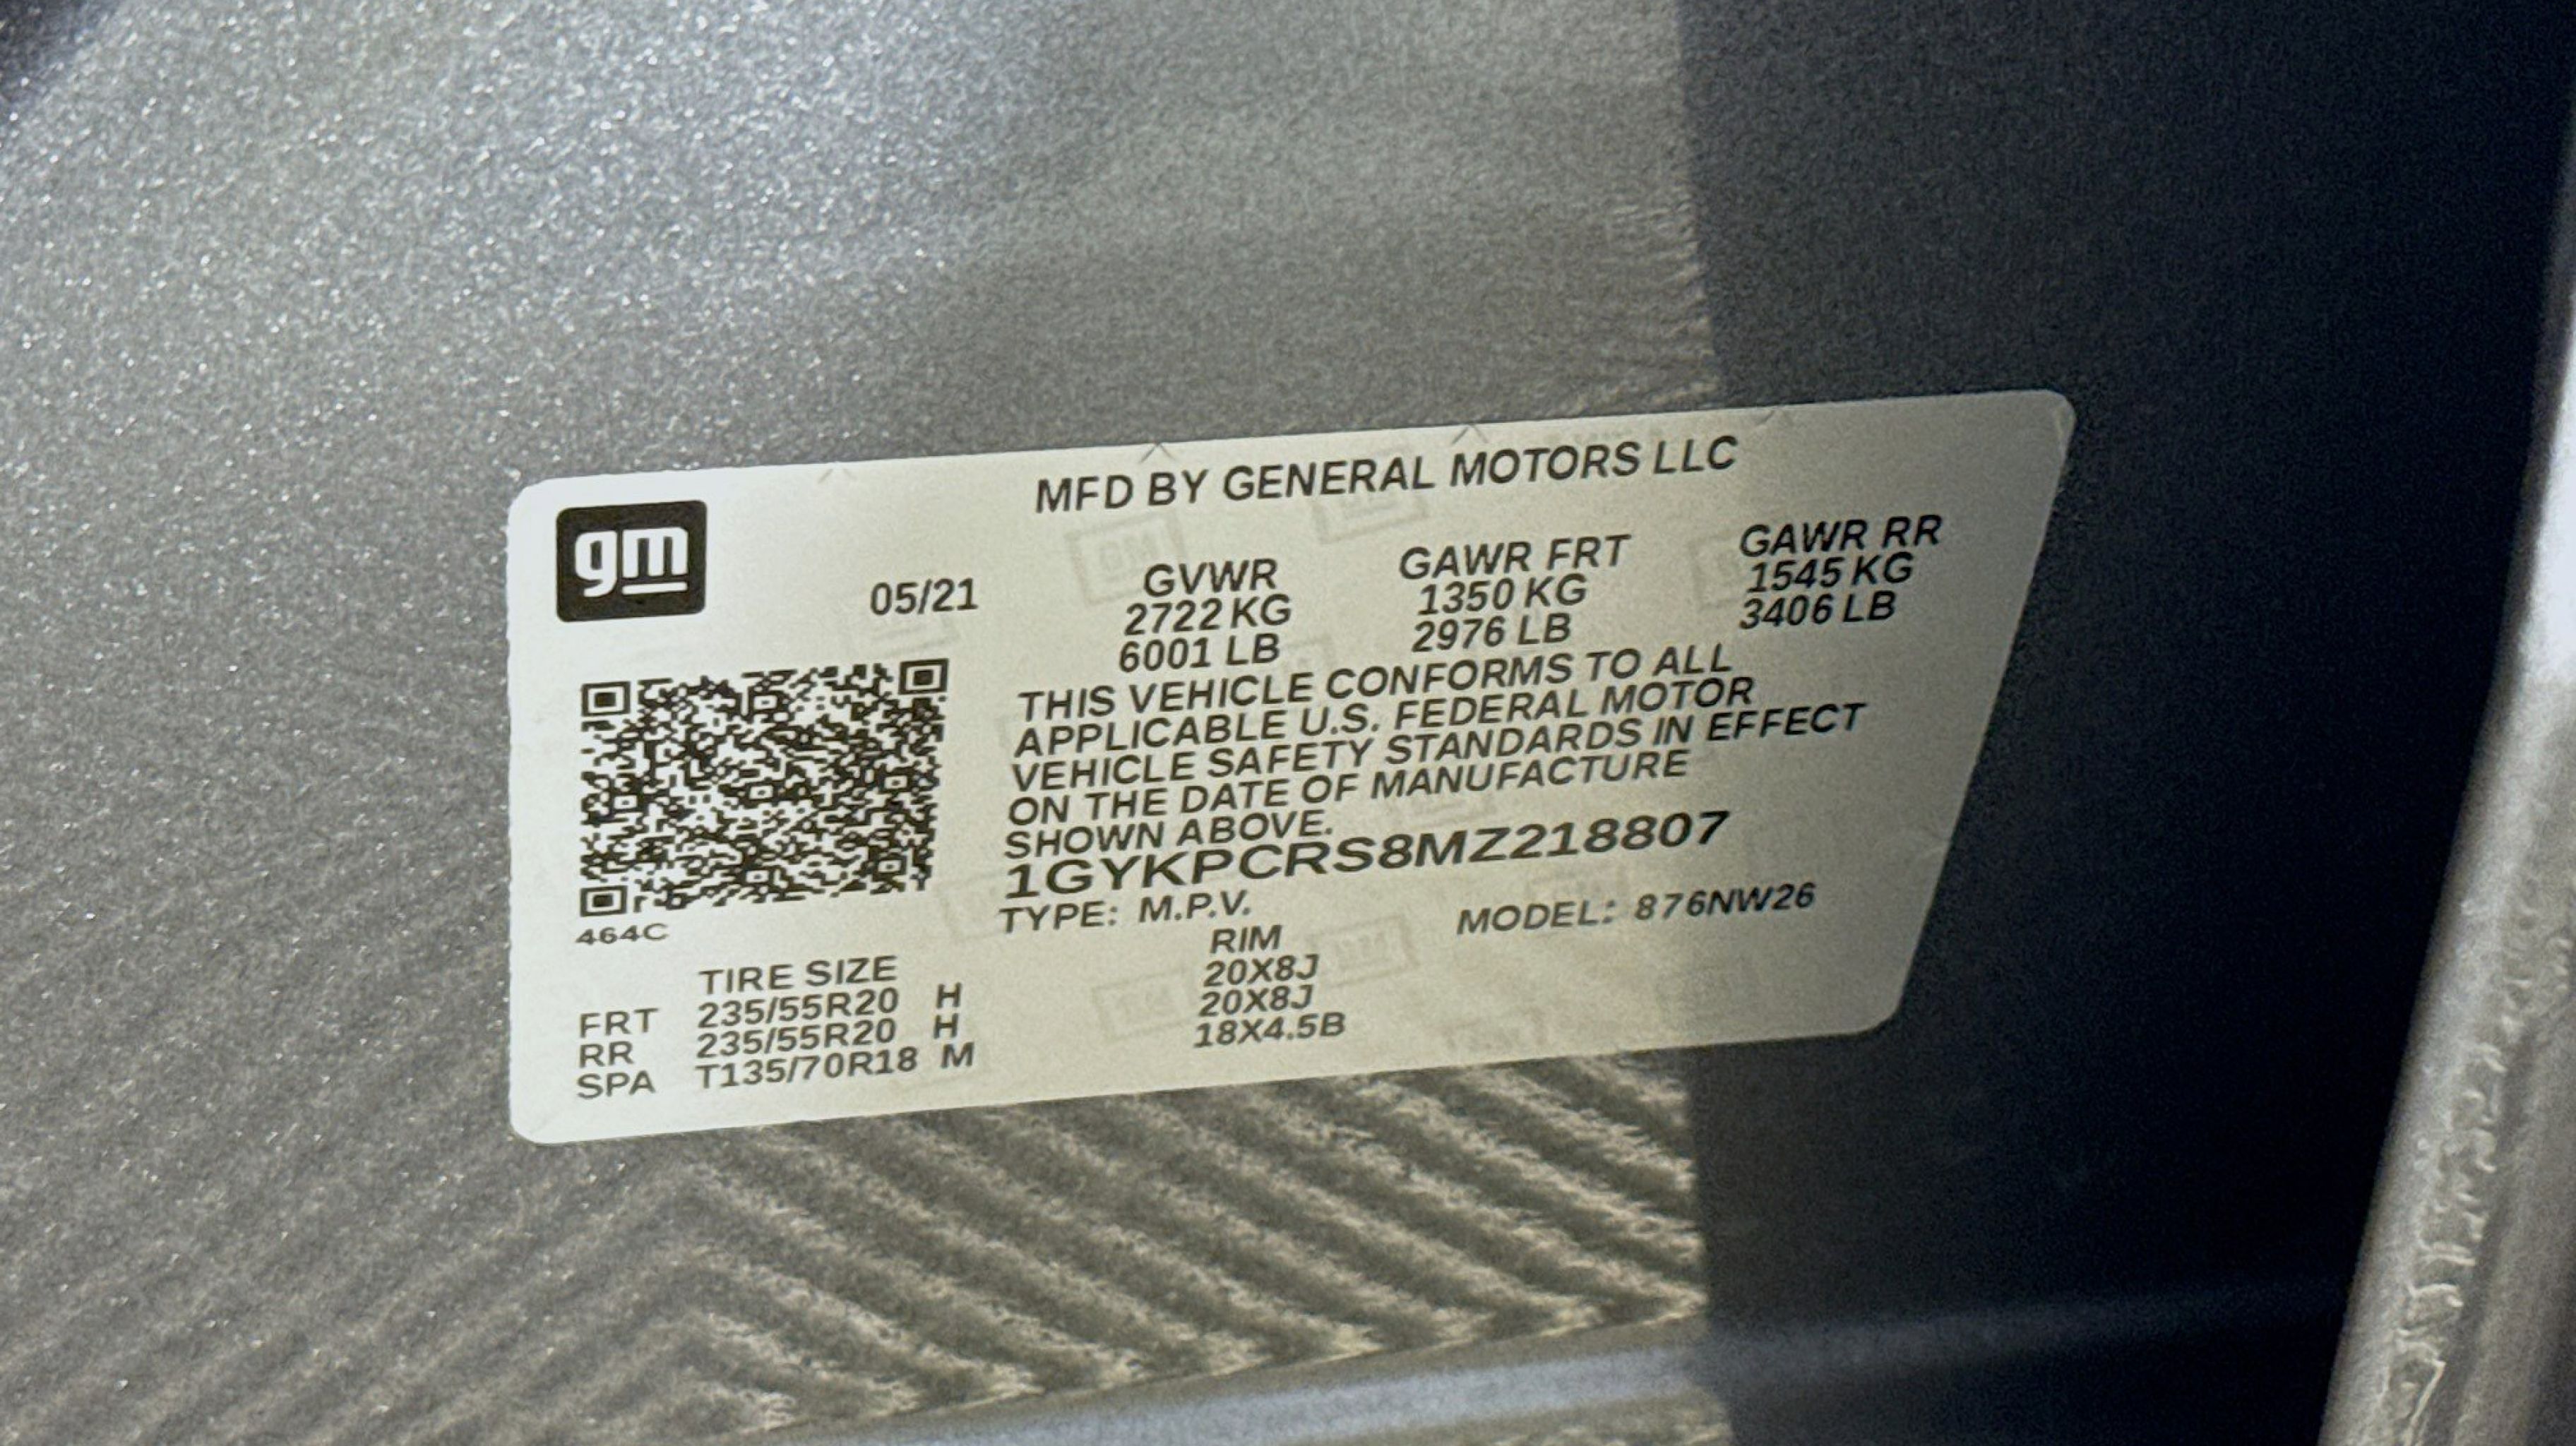 gm
MFD BY GENERAL MOTORS LLC
05/21
GVWR GAWR FRT GAWR RR
2722 KG 1350 KG 1545 KG
6001 LB 2976 LB 3406 LB
THIS VEHICLE CONFORMS TO ALL
APPLICABLE U.S. FEDERAL MOTOR
VEHICLE SAFETY STANDARDS IN EFFECT
ON THE DATE OF MANUFACTURE
SHOWN ABOVE.
1GYKPCRS8MZ218807
TYPE: M.P.V. MODEL: 876NW26
464C
TIRE SIZE RIM
FRT 235/55R20 H 20X8J
RR 235/55R20 H 20X8J
SPA T135/70R18 M 18X4.5B